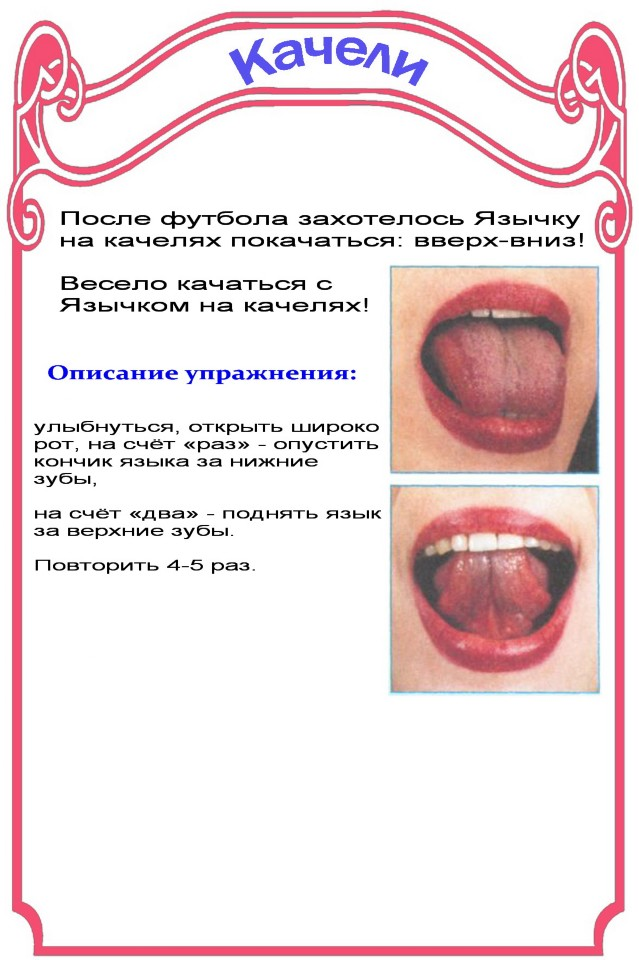 Качели
После футбола захотелось Язычку
на качелях покачаться: вверх-вниз!
Весело качаться с
Язычком на качелях!
Описание упражнения:
улыбнуться, открыть широко
рот, на счёт «раз» - опустить
кончик языка за нижние
зубы,
на счёт «два» - поднять язык
за верхние зубы.
Повторить 4-5 раз.